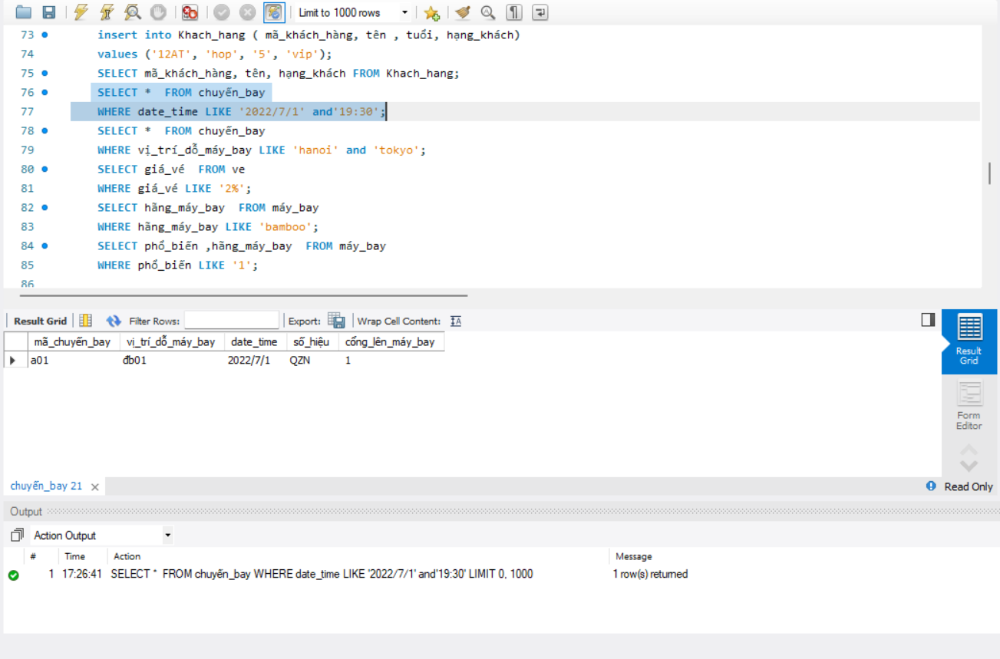 Limit to 1000 rows
73 insert into Khach_hang ( mã_khách_hàng, tên , tuổi, hạng_khách)
74 values ('12AT', 'hop', '5', 'vip');
75 SELECT mã_khách_hàng, tên, hạng_khách FROM Khach_hang;
76 SELECT * FROM chuyến_bay
77 WHERE date_time LIKE '2022/7/1' and'19:30';
78 SELECT * FROM chuyến_bay
79 WHERE vị_trí_dỗ_máy_bay LIKE 'hanoi' and 'tokyo';
80 SELECT giá_vé FROM ve
81 WHERE giá_vé LIKE '2%';
82 SELECT hãng_máy_bay FROM máy_bay
83 WHERE hãng_máy_bay LIKE 'bamboo';
84 SELECT phổ_biến ,hãng_máy_bay FROM máy_bay
85 WHERE phổ_biến LIKE '1';
86
Result Grid Filter Rows: Export: Wrap Cell Content:
mã_chuyến_bay vị_trí_dỗ_máy_bay date_time số_hiệu cổng_lên_máy_bay
a01 đb01 2022/7/1 QZN 1
Result
Grid
Form
Editor
chuyến_bay 21
Read Only
Output
Action Output
# Time Action Message
1 17:26:41 SELECT * FROM chuyến_bay WHERE date_time LIKE '2022/7/1' and'19:30' LIMIT 0, 1000 1 row(s) returned